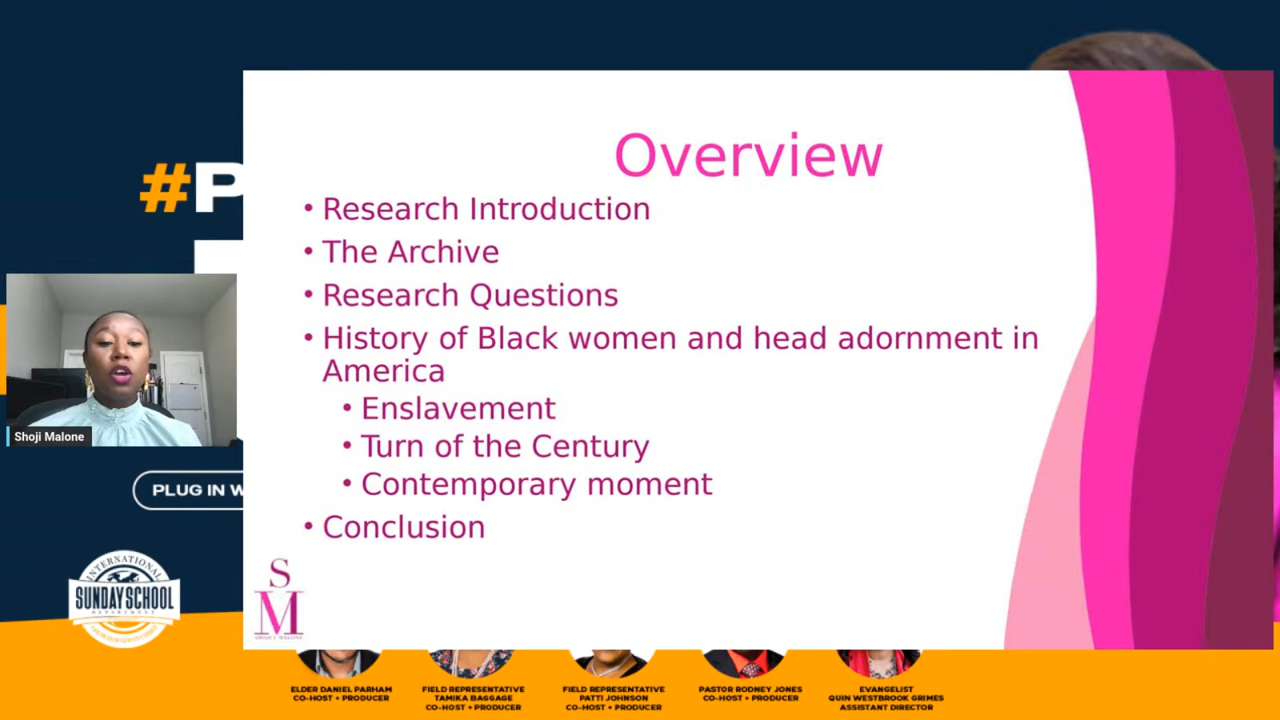 #P
Overview
• Research Introduction
• The Archive
• Research Questions
• History of Black women and head adornment in
America
• Enslavement
• Turn of the Century
• Contemporary moment
• Conclusion
Shoji Malone
PLUG IN W
INTERNATIONAL
SUNDAY SCHOOL
DEPARTMENT
S
M
ELDER DANIEL PARHAM
CO-HOST + PRODUCER
FIELD REPRESENTATIVE
TAMIKA BAGGAGE
CO-HOST + PRODUCER
FIELD REPRESENTATIVE
PATTI JOHNSON
CO-HOST + PRODUCER
PASTOR RODNEY JONES
CO-HOST + PRODUCER
EVANGELIST
QUIN WESTBROOK GRIMES
ASSISTANT DIRECTOR